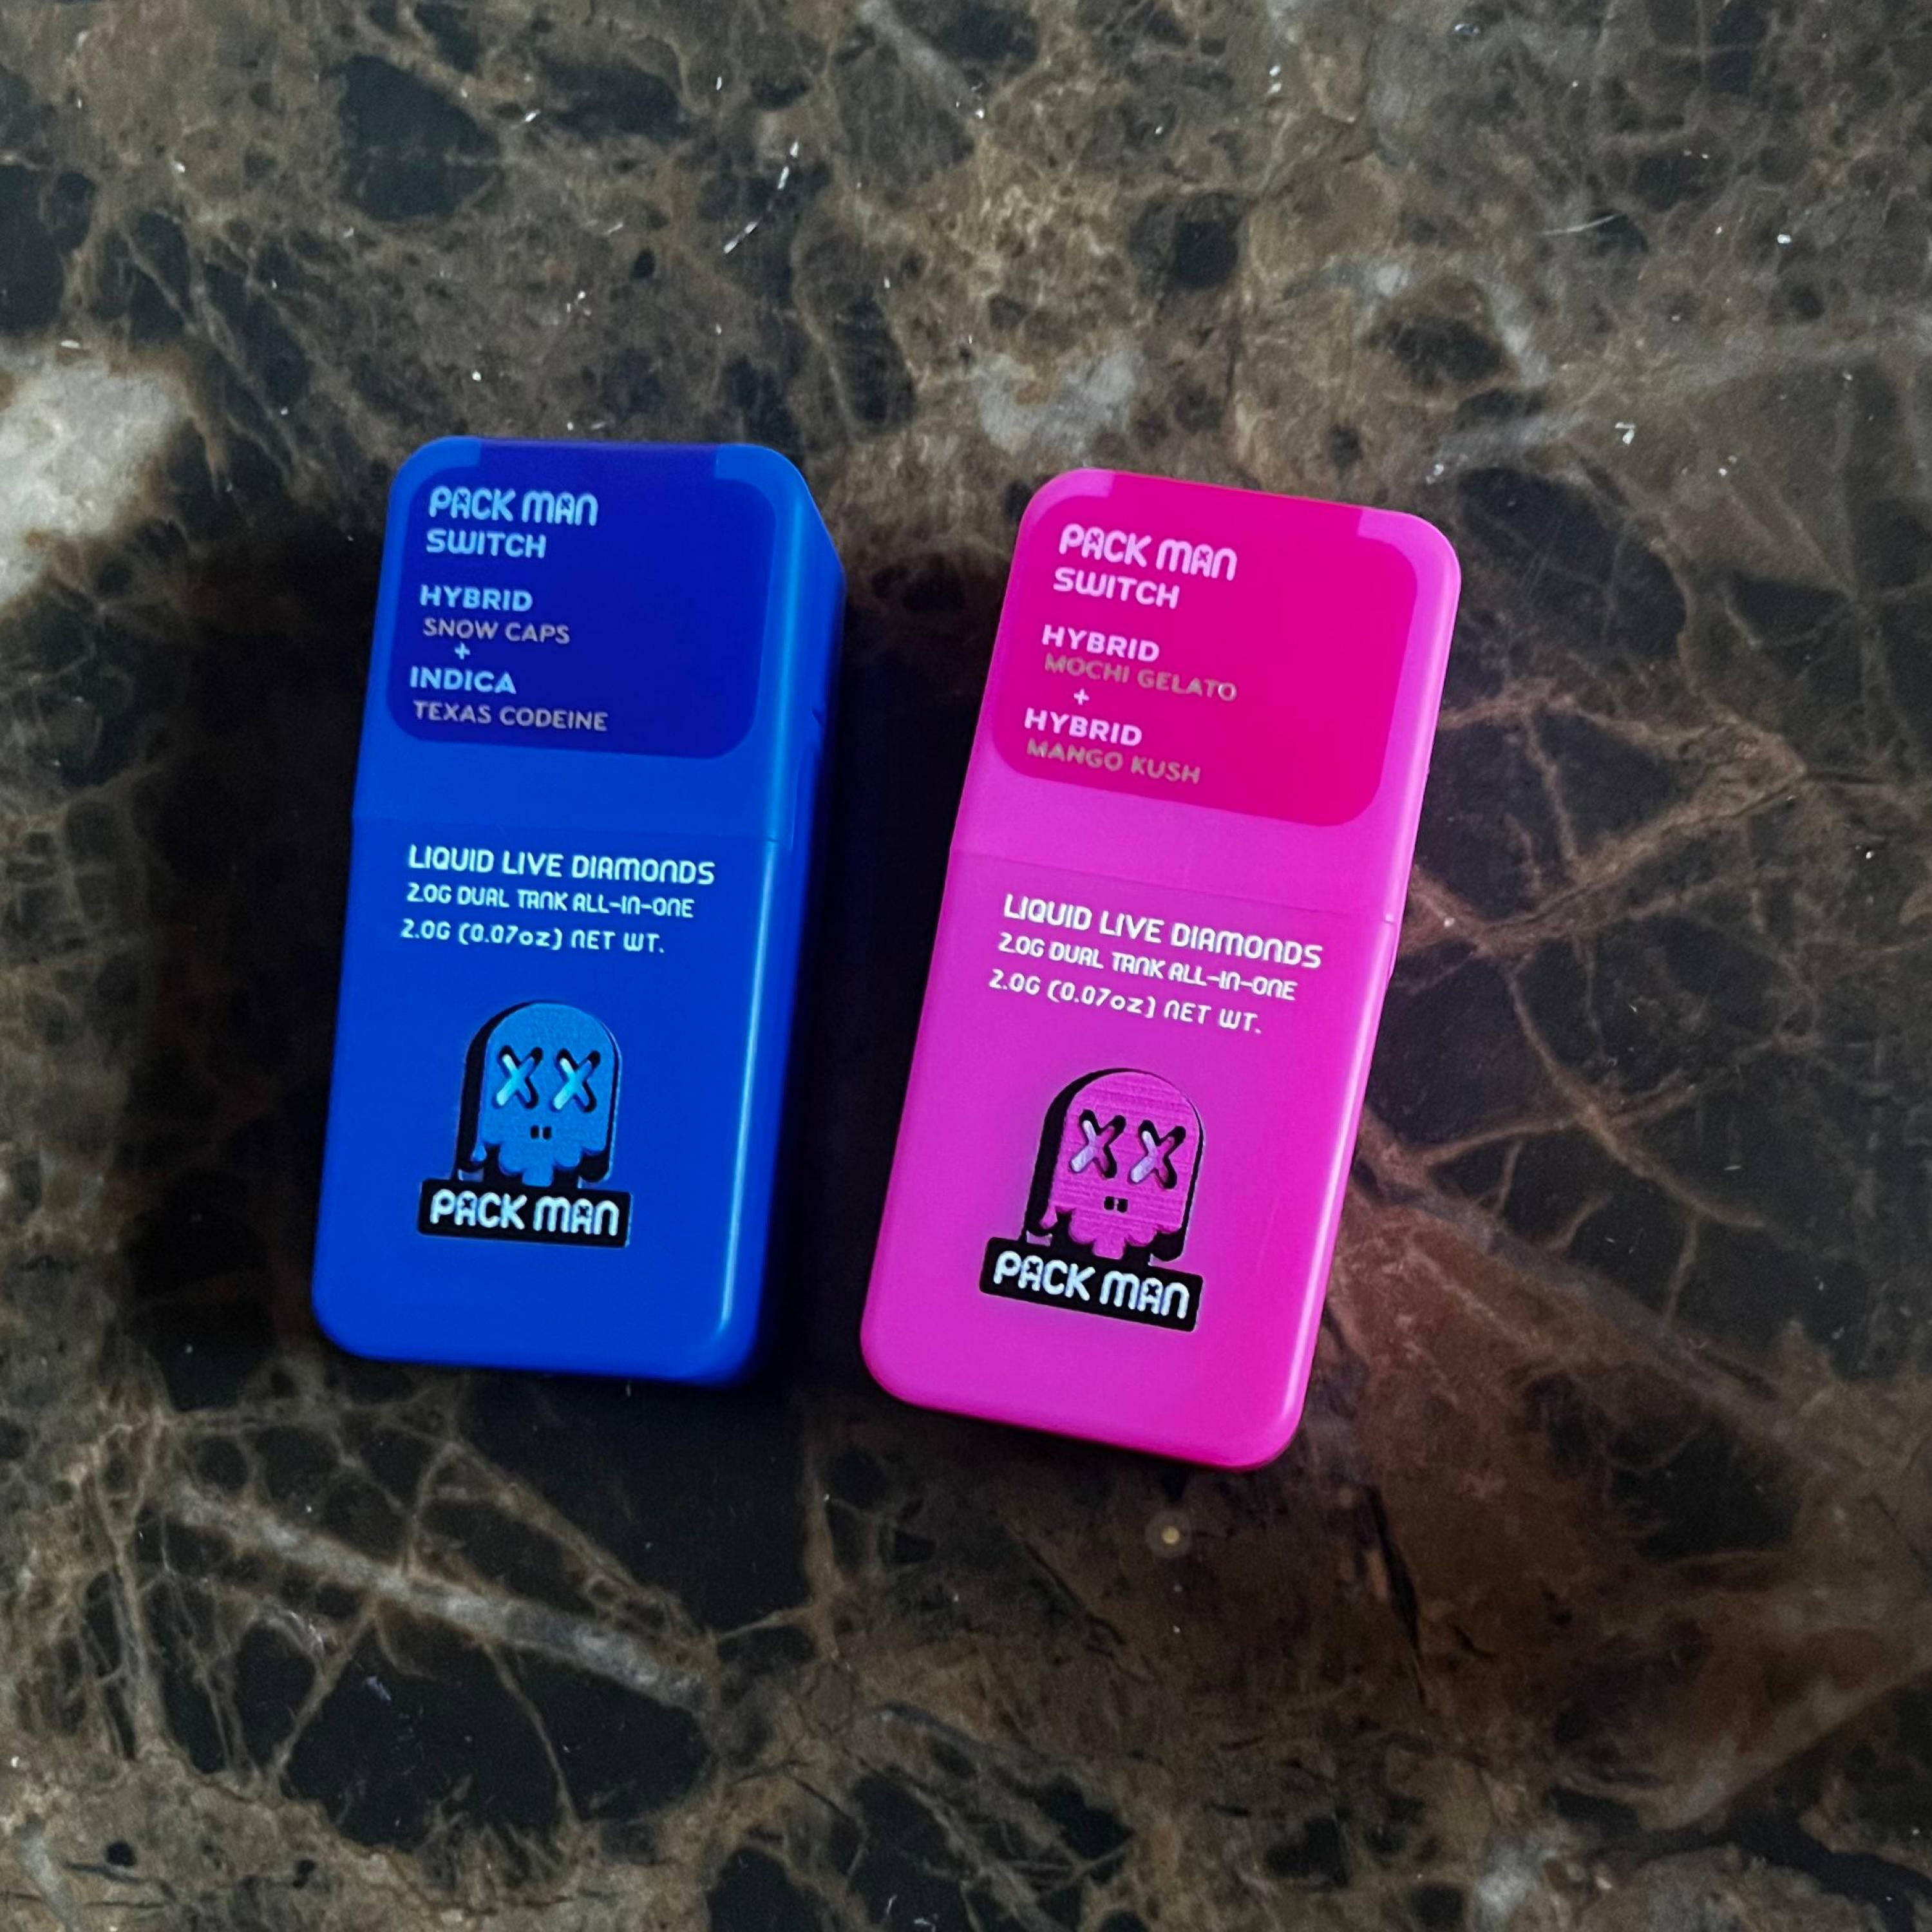 PACK MAN
SWITCH
HYBRID
SNOW CAPS
+
INDICA
TEXAS CODEINE
LIQUID LIVE DIAMONDS
2.0G DUAL TANK ALL-IN-ONE
2.0G (0.07oz) NET WT.
PACK MAN
PACK MAN
SWITCH
HYBRID
MOCHI GELATO
+
HYBRID
MANGO KUSH
LIQUID LIVE DIAMONDS
2.0G DUAL TANK ALL-IN-ONE
2.0G (0.07oz) NET WT.
PACK MAN